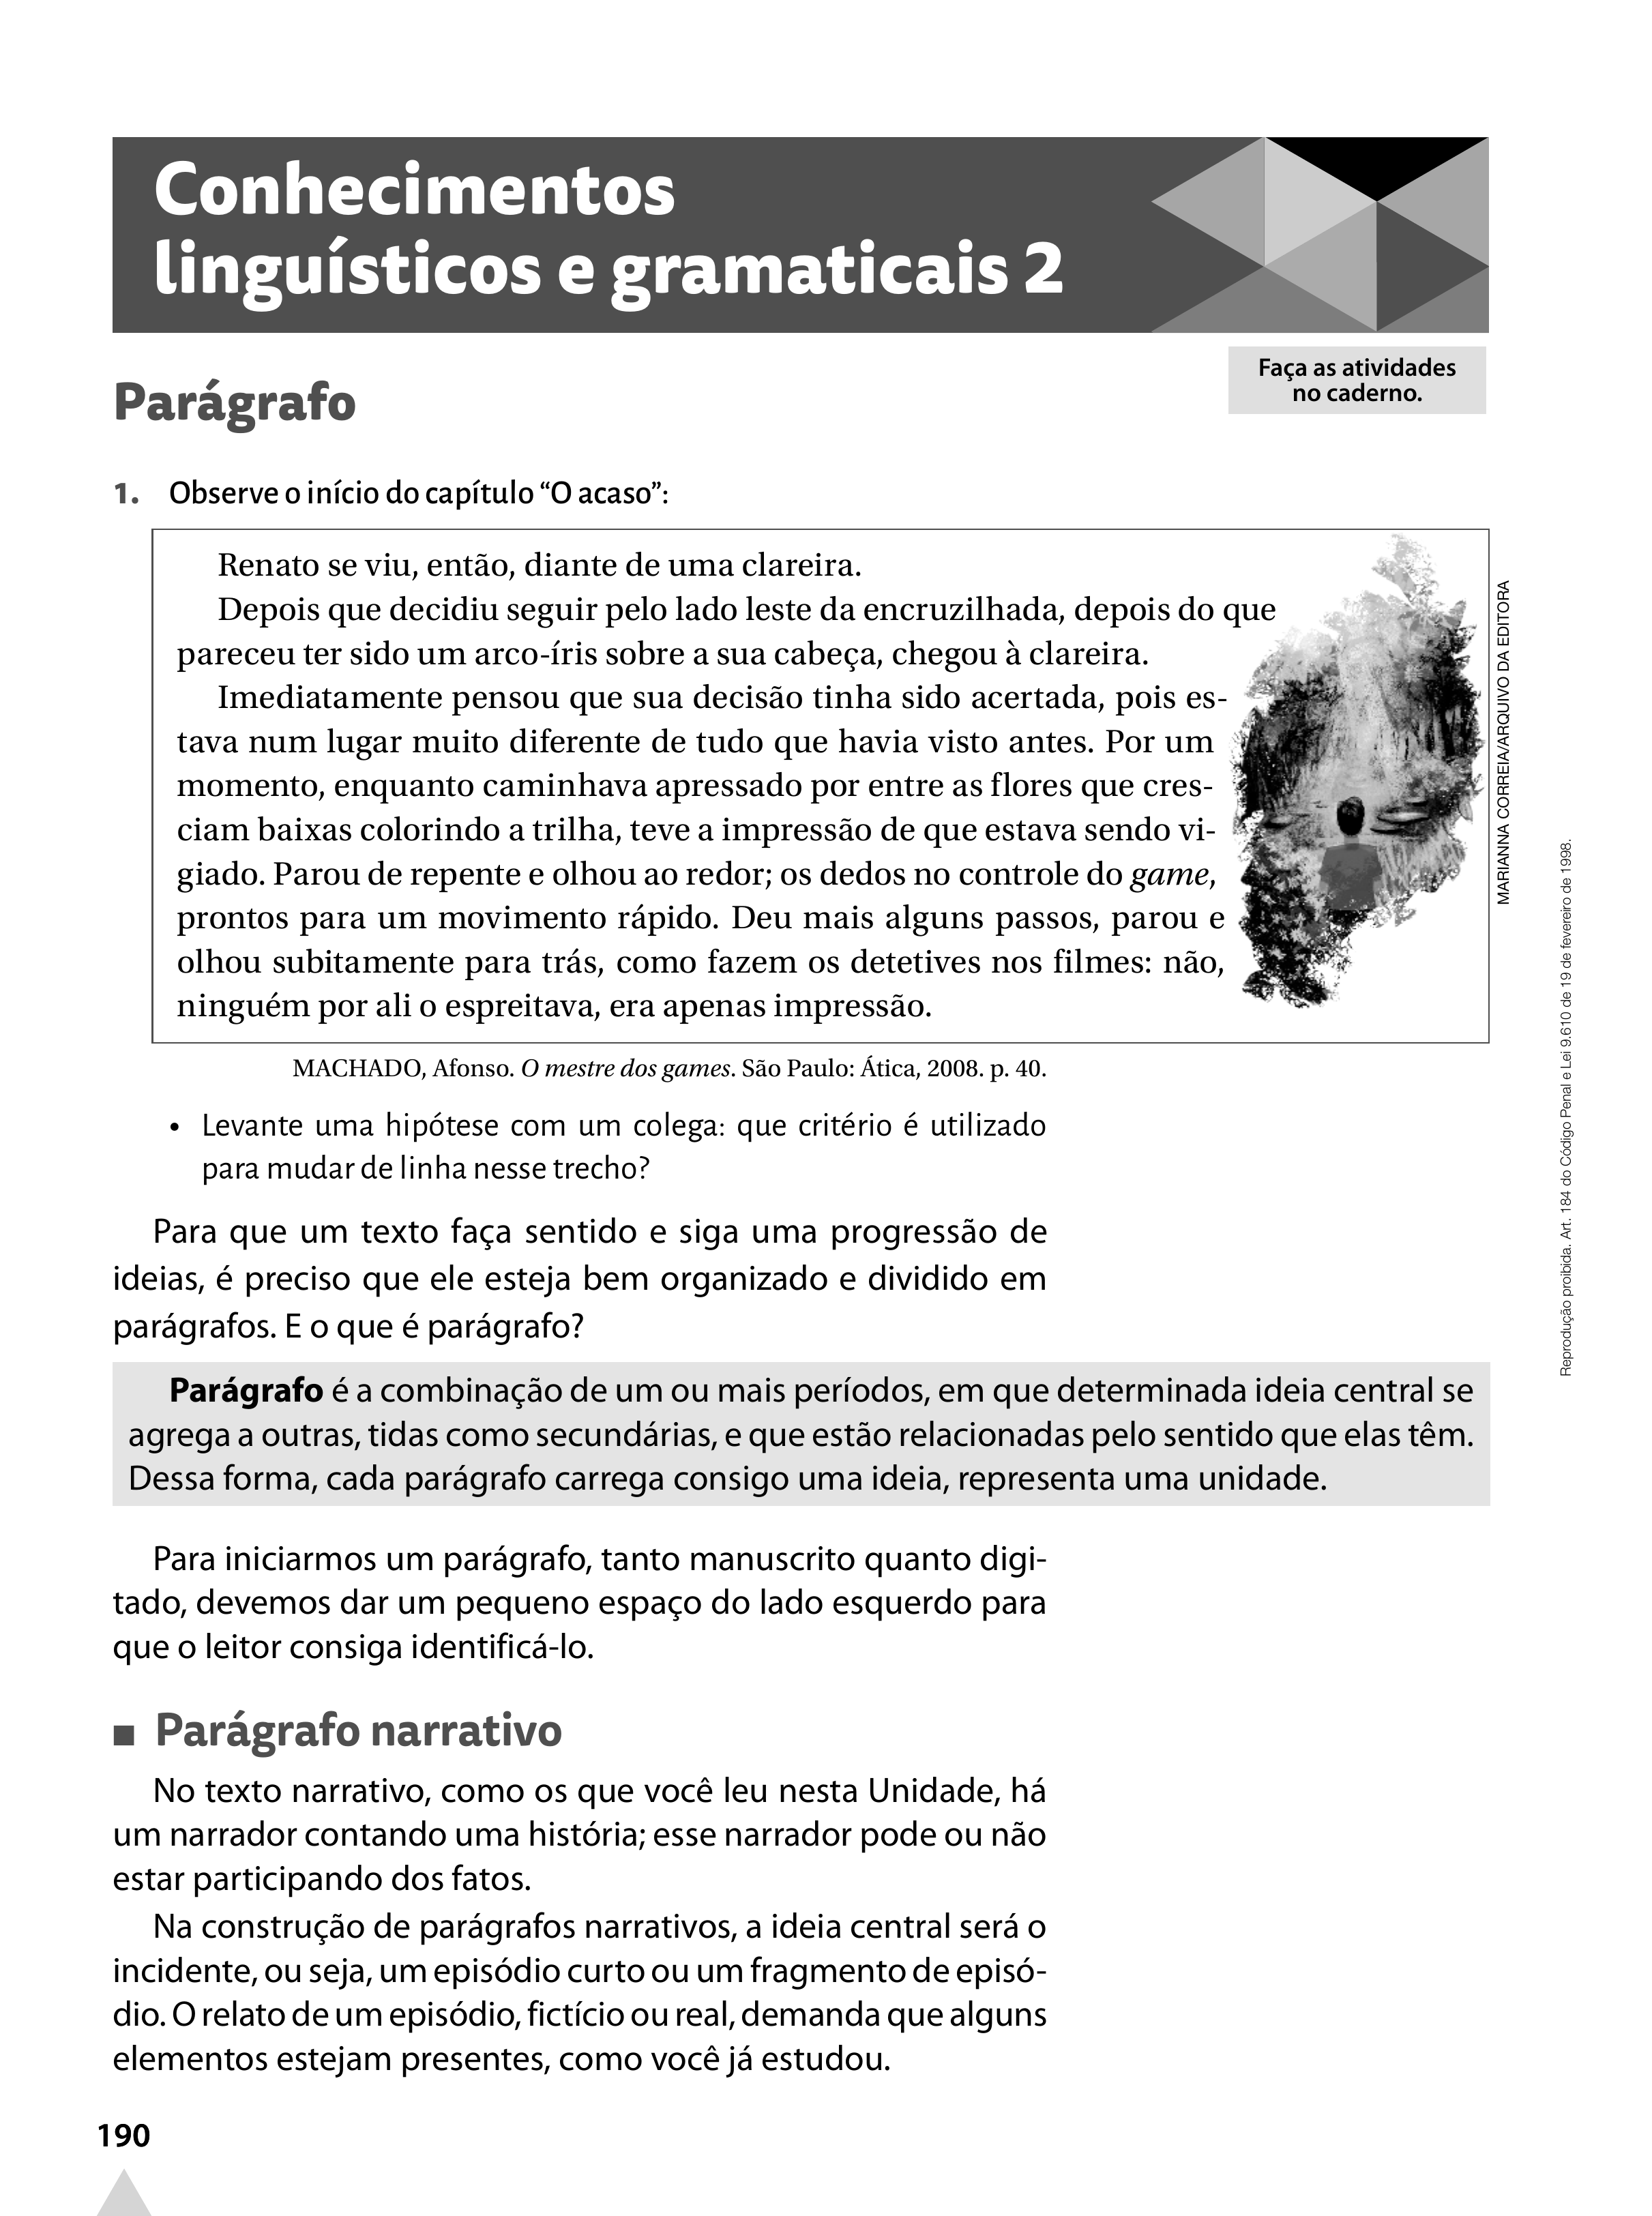 Conhecimentos
linguísticos e gramaticais 2
Faça as atividades
no caderno.
Parágrafo
1. Observe o início do capítulo “O acaso”:
Renato se viu, então, diante de uma clareira.
Depois que decidiu seguir pelo lado leste da encruzilhada, depois do que
pareceu ter sido um arco-íris sobre a sua cabeça, chegou à clareira.
Imediatamente pensou que sua decisão tinha sido acertada, pois es-
tava num lugar muito diferente de tudo que havia visto antes. Por um
momento, enquanto caminhava apressado por entre as flores que cres-
ciam baixas colorindo a trilha, teve a impressão de que estava sendo vi-
giado. Parou de repente e olhou ao redor; os dedos no controle do game,
prontos para um movimento rápido. Deu mais alguns passos, parou e
olhou subitamente para trás, como fazem os detetives nos filmes: não,
ninguém por ali o espreitava, era apenas impressão.
MARIANNA CORREIA/ARQUIVO DA EDITORA
MACHADO, Afonso. O mestre dos games. São Paulo: Ática, 2008. p. 40.
• Levante uma hipótese com um colega: que critério é utilizado
para mudar de linha nesse trecho?
Para que um texto faça sentido e siga uma progressão de
ideias, é preciso que ele esteja bem organizado e dividido em
parágrafos. E o que é parágrafo?
Parágrafo é a combinação de um ou mais períodos, em que determinada ideia central se
agrega a outras, tidas como secundárias, e que estão relacionadas pelo sentido que elas têm.
Dessa forma, cada parágrafo carrega consigo uma ideia, representa uma unidade.
Para iniciarmos um parágrafo, tanto manuscrito quanto digi-
tado, devemos dar um pequeno espaço do lado esquerdo para
que o leitor consiga identificá-lo.
■ Parágrafo narrativo
No texto narrativo, como os que você leu nesta Unidade, há
um narrador contando uma história; esse narrador pode ou não
estar participando dos fatos.
Na construção de parágrafos narrativos, a ideia central será o
incidente, ou seja, um episódio curto ou um fragmento de episó-
dio. O relato de um episódio, fictício ou real, demanda que alguns
elementos estejam presentes, como você já estudou.
Reprodução proibida. Art. 184 do Código Penal e Lei 9.610 de 19 de fevereiro de 1998.
190